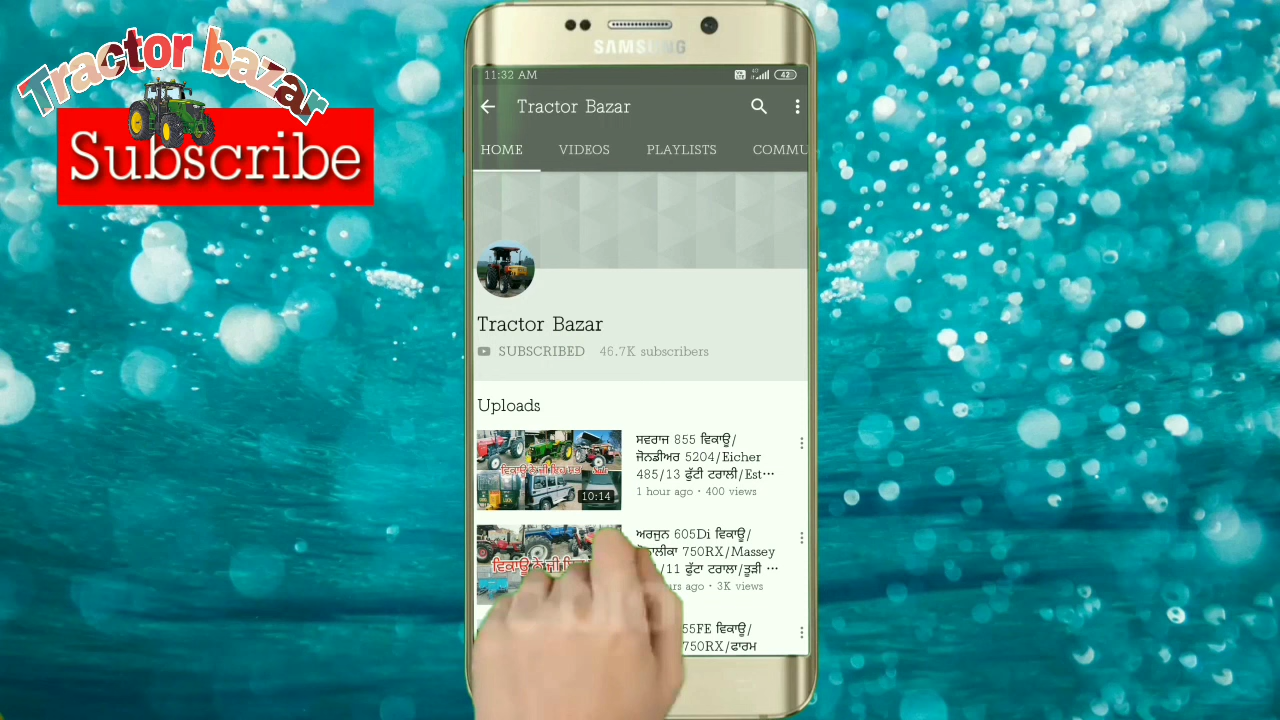 Tractor bazar
Subscribe
SAMSUNG
11:32 AM
42
Tractor Bazar
HOME VIDEOS PLAYLISTS COMMU
Tractor Bazar
SUBSCRIBED 46.7K subscribers
Uploads
ਸਵਰਾਜ 855 ਵਿਕਾਊ/
ਜੋਨਡੀਅਰ 5204/Eicher
485/13 ਫੁੱਟੀ ਟਰਾਲੀ/Est...
1 hour ago • 400 views
10:14
ਅਰਜੁਨ 605Di ਵਿਕਾਊ/
750RX/Massey
/11 ਫੁੱਟਾ ਟਰਾਲਾ/ਤੂੜੀ ...
ago • 3K views
ਵਿਕਾਊ ਨੇ ਜੀ
55FE ਵਿਕਾਊ/
750RX/ਫਾਰਮ